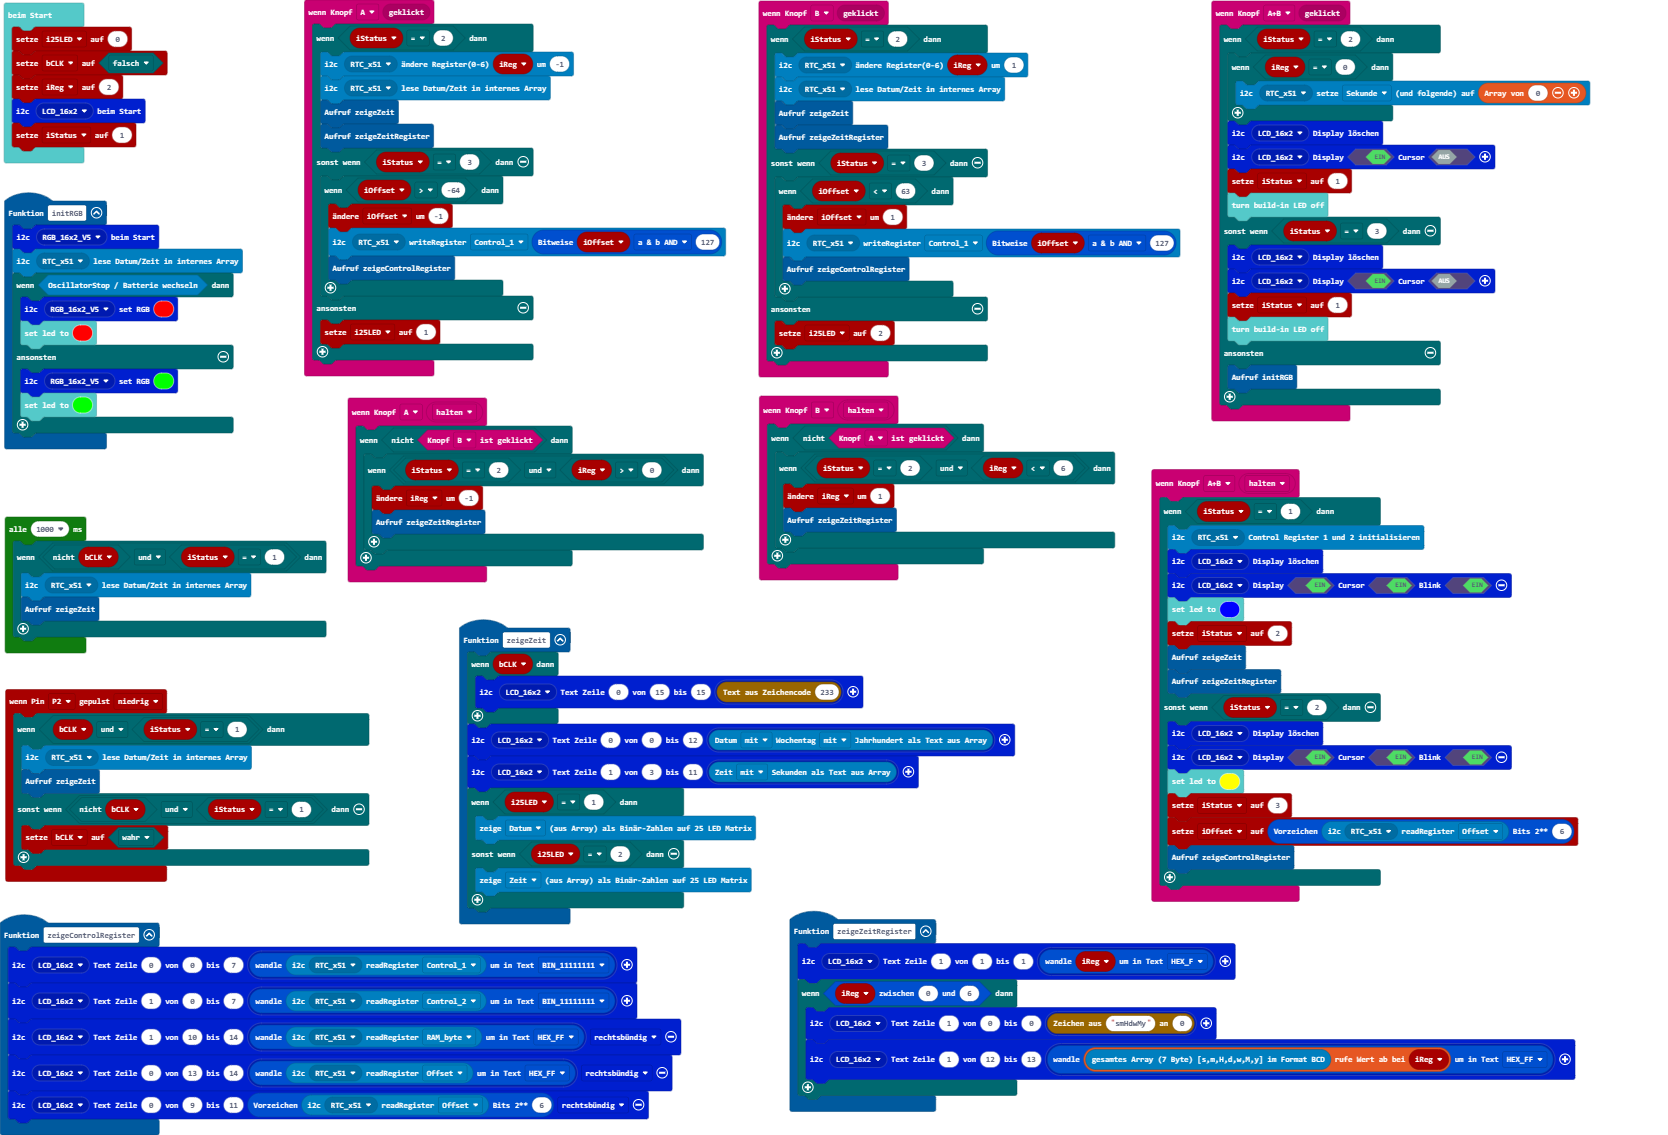 beim Start
setze i25LED auf 0
setze bCLK auf falsch
setze iReg auf 2
i2c LCD_16x2 beim Start
setze iStatus auf 1
Funktion initRGB
i2c RGB_16x2_V5 beim Start
i2c RTC_x51 lese Datum/Zeit in internes Array
wenn OszillatorStop / Batterie wechseln dann
i2c RGB_16x2_V5 set RGB
set led to
ansonsten
i2c RGB_16x2_V5 set RGB
set led to
alle 1000 ms
wenn nicht bCLK und iStatus = 1 dann
i2c RTC_x51 lese Datum/Zeit in internes Array
Aufruf zeigeZeit
wenn Pin P2 gepulst niedrig
wenn bCLK und iStatus = 1 dann
i2c RTC_x51 lese Datum/Zeit in internes Array
Aufruf zeigeZeit
sonst wenn nicht bCLK und iStatus = 1 dann
setze bCLK auf wahr
wenn Knopf A geklickt
wenn iStatus = 2 dann
i2c RTC_x51 ändere Register(0-6) iReg um -1
i2c RTC_x51 lese Datum/Zeit in internes Array
Aufruf zeigeZeit
Aufruf zeigeZeitRegister
sonst wenn iStatus = 3 dann
wenn iOffset > -64 dann
ändere iOffset um -1
i2c RTC_x51 writeRegister Control_1 Bitweise iOffset a & b AND 127
Aufruf zeigeControlRegister
ansonsten
setze i25LED auf 1
wenn Knopf A halten
wenn nicht Knopf B ist geklickt dann
wenn iStatus = 2 und iReg > 0 dann
ändere iReg um -1
Aufruf zeigeZeitRegister
wenn Knopf B geklickt
wenn iStatus = 2 dann
i2c RTC_x51 ändere Register(0-6) iReg um 1
i2c RTC_x51 lese Datum/Zeit in internes Array
Aufruf zeigeZeit
Aufruf zeigeZeitRegister
sonst wenn iStatus = 3 dann
wenn iOffset < 63 dann
ändere iOffset um 1
i2c RTC_x51 writeRegister Control_1 Bitweise iOffset a & b AND 127
Aufruf zeigeControlRegister
ansonsten
setze i25LED auf 2
wenn Knopf B halten
wenn nicht Knopf A ist geklickt dann
wenn iStatus = 2 und iReg < 6 dann
ändere iReg um 1
Aufruf zeigeZeitRegister
wenn Knopf A+B geklickt
wenn iStatus = 2 dann
wenn iReg = 0 dann
i2c RTC_x51 setze Sekunde (und folgende) auf Array von 0
i2c LCD_16x2 Display löschen
i2c LCD_16x2 Display EIN Cursor AUS
setze iStatus auf 1
turn build-in LED off
sonst wenn iStatus = 3 dann
i2c LCD_16x2 Display löschen
i2c LCD_16x2 Display EIN Cursor AUS
setze iStatus auf 1
turn build-in LED off
ansonsten
Aufruf initRGB
wenn Knopf A+B halten
wenn iStatus = 1 dann
i2c RTC_x51 Control Register 1 und 2 initialisieren
i2c LCD_16x2 Display löschen
i2c LCD_16x2 Display EIN Cursor EIN Blink EIN
set led to
setze iStatus auf 2
Aufruf zeigeZeit
Aufruf zeigeZeitRegister
sonst wenn iStatus = 2 dann
i2c LCD_16x2 Display löschen
i2c LCD_16x2 Display EIN Cursor EIN Blink EIN
set led to
setze iStatus auf 3
setze iOffset auf Vorzeichen i2c RTC_x51 readRegister Offset Bits 2** 6
Aufruf zeigeControlRegister
Funktion zeigeZeit
wenn bCLK dann
i2c LCD_16x2 Text Zeile 0 von 15 bis 15 Text aus Zeichencode 233
i2c LCD_16x2 Text Zeile 0 von 0 bis 12 Datum mit Wochentag mit Jahrhundert als Text aus Array
i2c LCD_16x2 Text Zeile 1 von 3 bis 11 Zeit mit Sekunden als Text aus Array
wenn i25LED = 1 dann
zeige Datum (aus Array) als Binär-Zahlen auf 25 LED Matrix
sonst wenn i25LED = 2 dann
zeige Zeit (aus Array) als Binär-Zahlen auf 25 LED Matrix
Funktion zeigeControlRegister
i2c LCD_16x2 Text Zeile 0 von 0 bis 7 wandle i2c RTC_x51 readRegister Control_1 um in Text BIN_11111111
i2c LCD_16x2 Text Zeile 1 von 0 bis 7 wandle i2c RTC_x51 readRegister Control_2 um in Text BIN_11111111
i2c LCD_16x2 Text Zeile 1 von 10 bis 14 wandle i2c RTC_x51 readRegister RAM_byte um in Text HEX_FF rechtsbündig
i2c LCD_16x2 Text Zeile 0 von 13 bis 14 wandle i2c RTC_x51 readRegister Offset um in Text HEX_FF rechtsbündig
i2c LCD_16x2 Text Zeile 0 von 9 bis 11 Vorzeichen i2c RTC_x51 readRegister Offset Bits 2** 6 rechtsbündig
Funktion zeigeZeitRegister
i2c LCD_16x2 Text Zeile 1 von 1 bis 1 wandle iReg um in Text HEX_F
wenn iReg zwischen 0 und 6 dann
i2c LCD_16x2 Text Zeile 1 von 0 bis 0 Zeichen aus "smHdwMy" an 0
i2c LCD_16x2 Text Zeile 1 von 12 bis 13 wandle gesamtes Array (7 Byte) [s,m,H,d,w,M,y] im Format BCD rufe Wert ab bei iReg um in Text HEX_FF